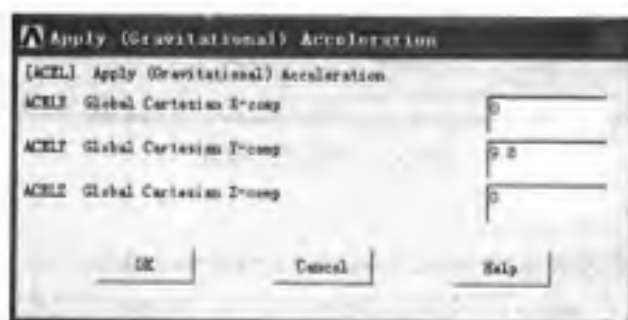 Apply (Gravitational) Acceleration
[ACEL] Apply (Gravitational) Acceleration
ACELX Global Cartesian X-comp 0
ACELY Global Cartesian Y-comp 9.8
ACELZ Global Cartesian Z-comp 0
OK Cancel Help